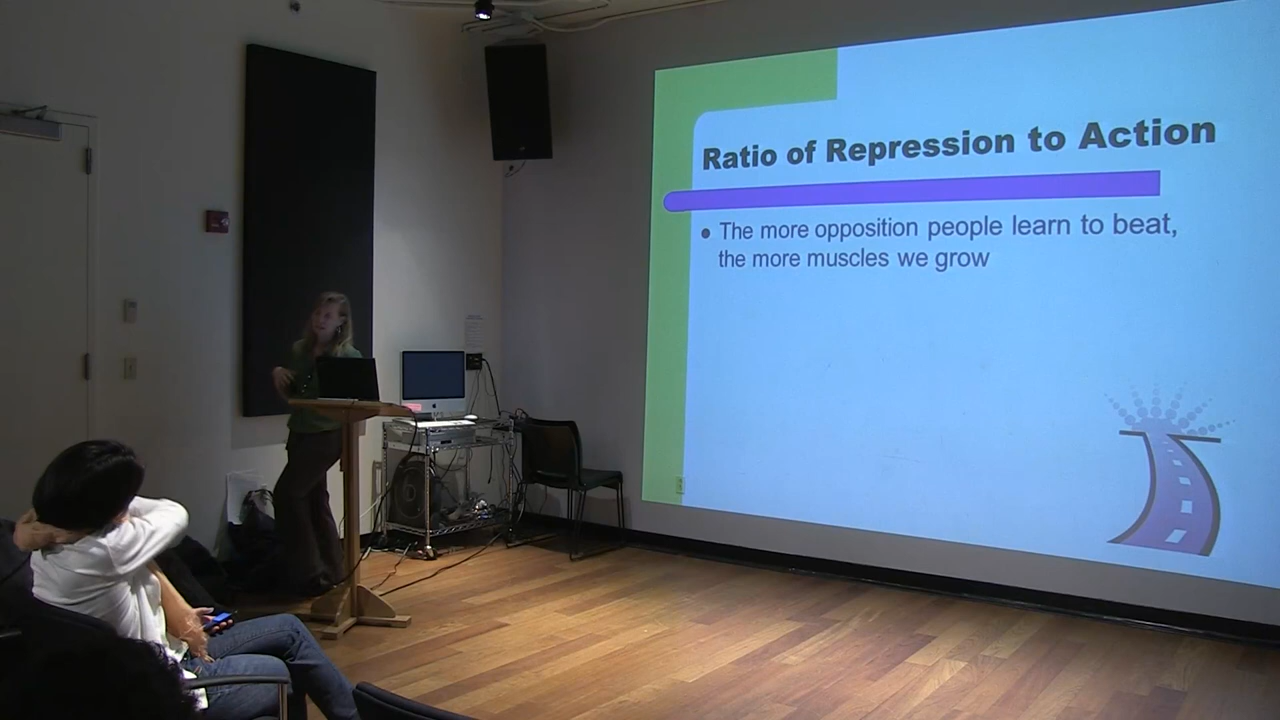 Ratio of Repression to Action
The more opposition people learn to beat,
the more muscles we grow